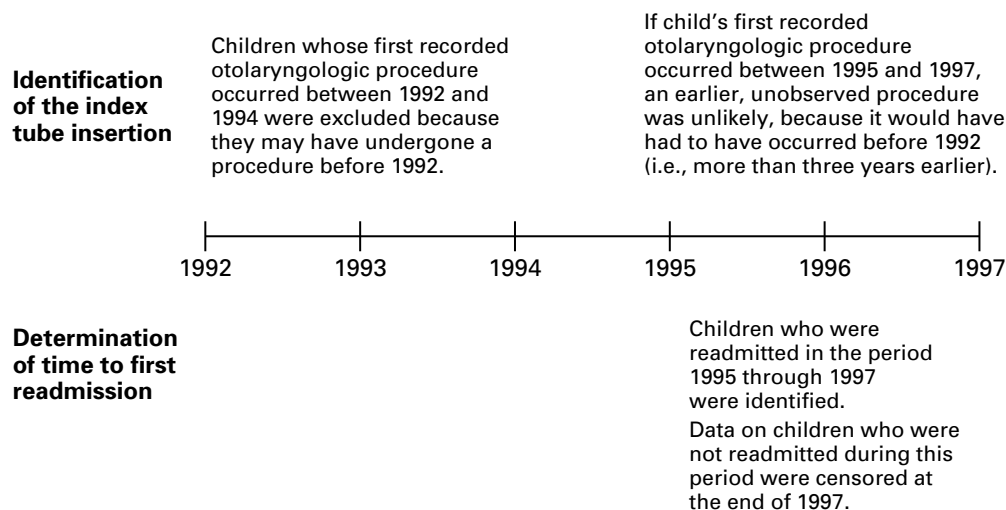 Identification
of the index
tube insertion
Children whose first recorded
otolaryngologic procedure
occurred between 1992 and
1994 were excluded because
they may have undergone a
procedure before 1992.
If child’s first recorded
otolaryngologic procedure
occurred between 1995 and 1997,
an earlier, unobserved procedure
was unlikely, because it would have
had to have occurred before 1992
(i.e., more than three years earlier).
1992 1993 1994 1995 1996 1997
Determination
of time to first
readmission
Children who were
readmitted in the period
1995 through 1997
were identified.
Data on children who were
not readmitted during this
period were censored at
the end of 1997.